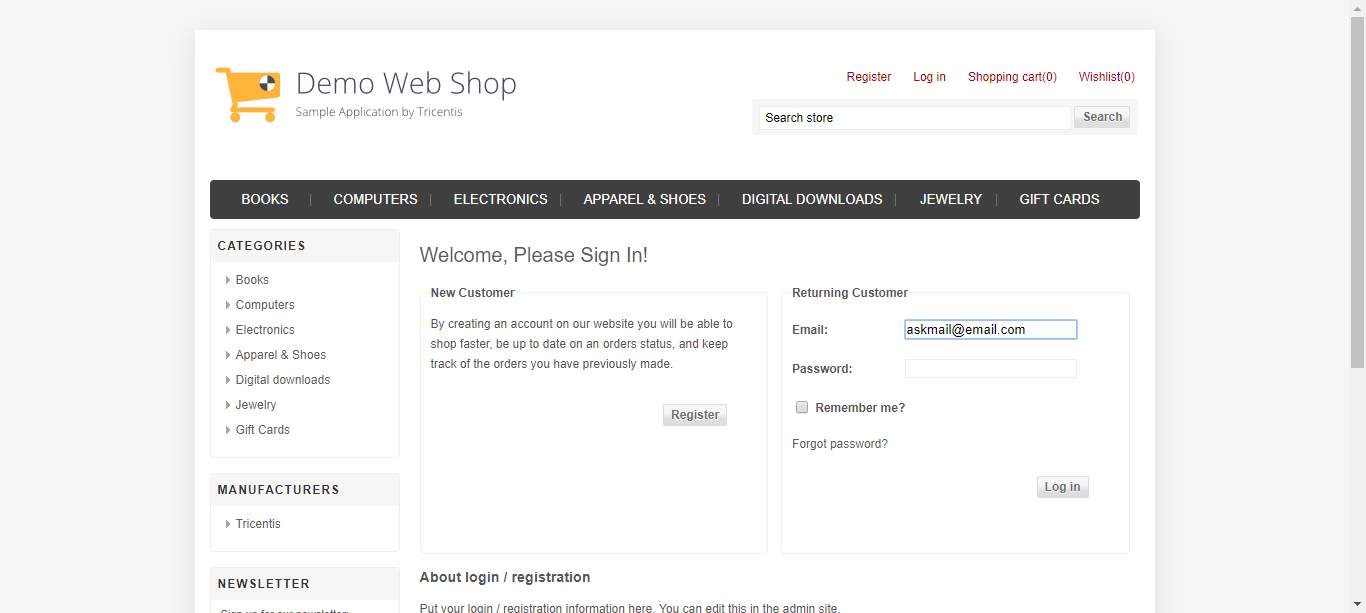 Demo Web Shop
Sample Application by Tricentis
Register Log in Shopping cart(0) Wishlist(0)
Search store Search
BOOKS COMPUTERS ELECTRONICS APPAREL & SHOES DIGITAL DOWNLOADS JEWELRY GIFT CARDS
CATEGORIES
Books
Computers
Electronics
Apparel & Shoes
Digital downloads
Jewelry
Gift Cards
MANUFACTURERS
Tricentis
NEWSLETTER
Sign up for our newsletter:
Welcome, Please Sign In!
New Customer
By creating an account on our website you will be able to
shop faster, be up to date on an orders status, and keep
track of the orders you have previously made.
Register
Returning Customer
Email: askmail@email.com
Password:
Remember me?
Forgot password?
Log in
About login / registration
Put your login / registration information here. You can edit this in the admin site.